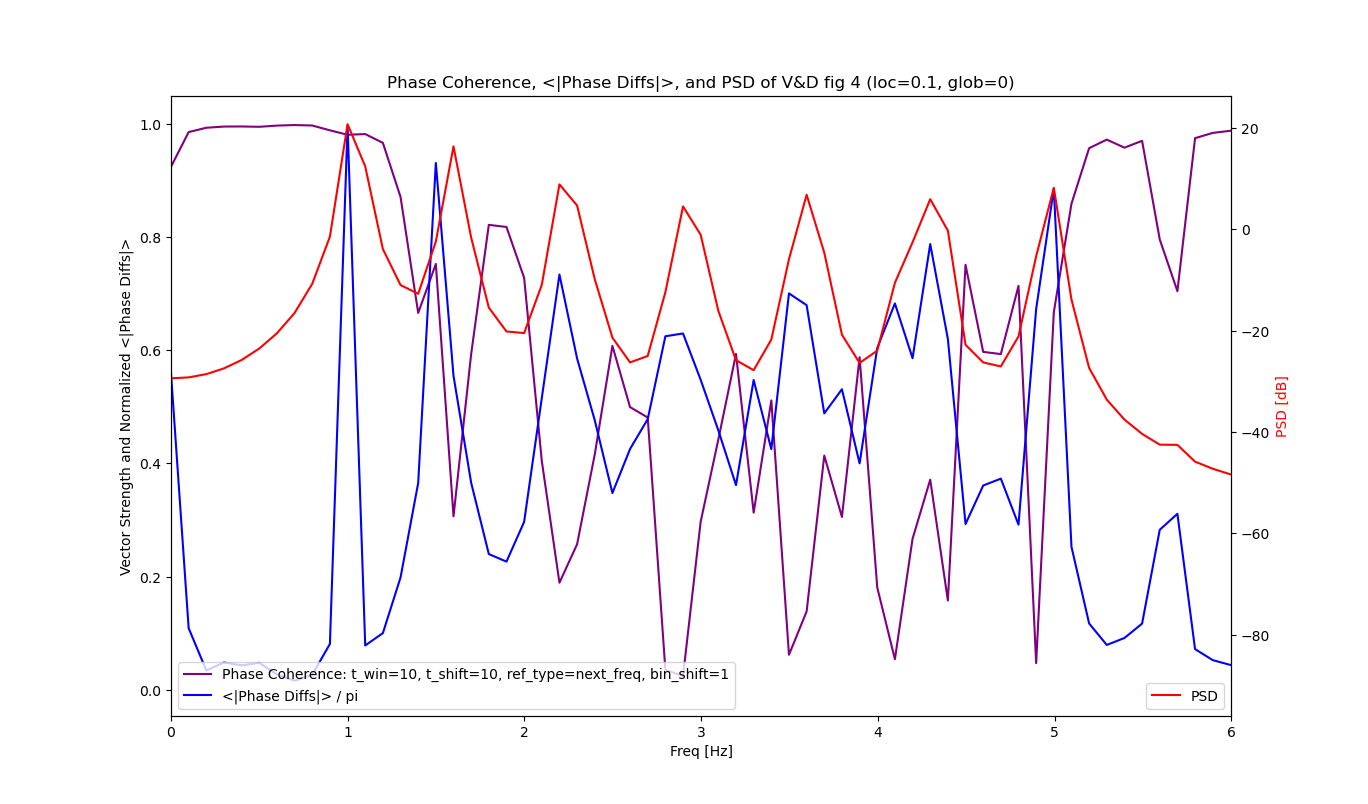 Phase Coherence, <|Phase Diffs|>, and PSD of V&D fig 4 (loc=0.1, glob=0)
Vector Strength and Normalized <|Phase Diffs|>
1.0
0.8
0.6
0.4
0.2
0.0
20
0
−20
−40
−60
−80
PSD [dB]
Phase Coherence: t_win=10, t_shift=10, ref_type=next_freq, bin_shift=1
<|Phase Diffs|> / pi
PSD
0 1 2 3 4 5 6
Freq [Hz]